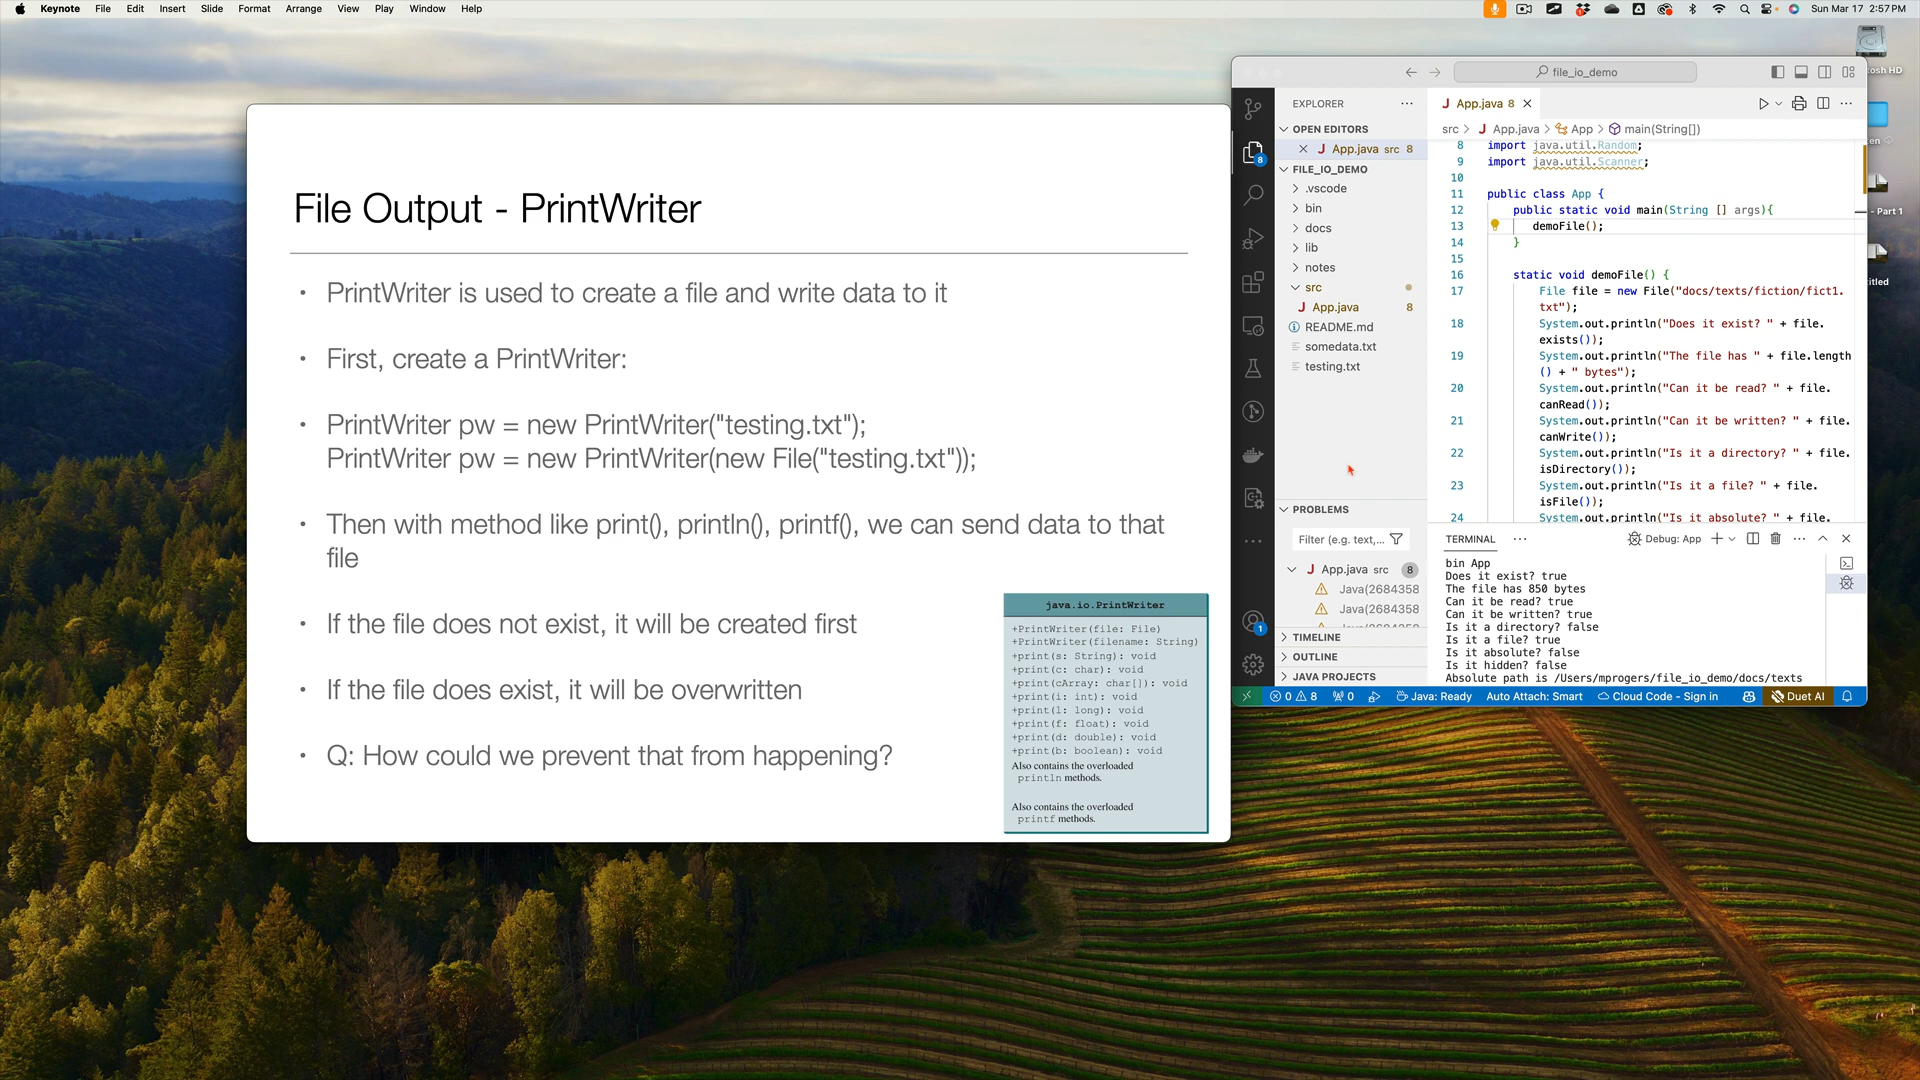 Keynote File Edit Insert Slide Format Arrange View Play Window Help
Sun Mar 17 2:57 PM
File Output - PrintWriter
• PrintWriter is used to create a file and write data to it
• First, create a PrintWriter:
• PrintWriter pw = new PrintWriter("testing.txt");
PrintWriter pw = new PrintWriter(new File("testing.txt"));
• Then with method like print(), println(), printf(), we can send data to that
file
• If the file does not exist, it will be created first
• If the file does exist, it will be overwritten
• Q: How could we prevent that from happening?
java.io.PrintWriter
+PrintWriter(file: File)
+PrintWriter(filename: String)
+print(s: String): void
+print(c: char): void
+print(cArray: char[]): void
+print(i: int): void
+print(l: long): void
+print(f: float): void
+print(d: double): void
+print(b: boolean): void
Also contains the overloaded
println methods.
Also contains the overloaded
printf methods.
file_io_demo
EXPLORER
OPEN EDITORS
App.java src 8
FILE_IO_DEMO
.vscode
bin
docs
lib
notes
src
App.java 8
README.md
somedata.txt
testing.txt
PROBLEMS
Filter (e.g. text,...
App.java src 8
Java(2684358
Java(2684358
TIMELINE
OUTLINE
JAVA PROJECTS
8
1
App.java 8
src > App.java > App > main(String[])
8 import java.util.Random;
9 import java.util.Scanner;
10
11 public class App {
12 public static void main(String [] args){
13 demoFile();
14 }
15
16 static void demoFile() {
17 File file = new File("docs/texts/fiction/fict1.
txt");
18 System.out.println("Does it exist? " + file.
exists());
19 System.out.println("The file has " + file.length
() + " bytes");
20 System.out.println("Can it be read? " + file.
canRead());
21 System.out.println("Can it be written? " + file.
canWrite());
22 System.out.println("Is it a directory? " + file.
isDirectory());
23 System.out.println("Is it a file? " + file.
isFile());
24 System.out.println("Is it absolute? " + file.
TERMINAL
Debug: App
bin App
Does it exist? true
The file has 850 bytes
Can it be read? true
Can it be written? true
Is it a directory? false
Is it a file? true
Is it absolute? false
Is it hidden? false
Absolute path is /Users/mprogers/file_io_demo/docs/texts
0 8 0 Java: Ready Auto Attach: Smart Cloud Code - Sign in Duet AI
osh HD
en
- Part 1
itled